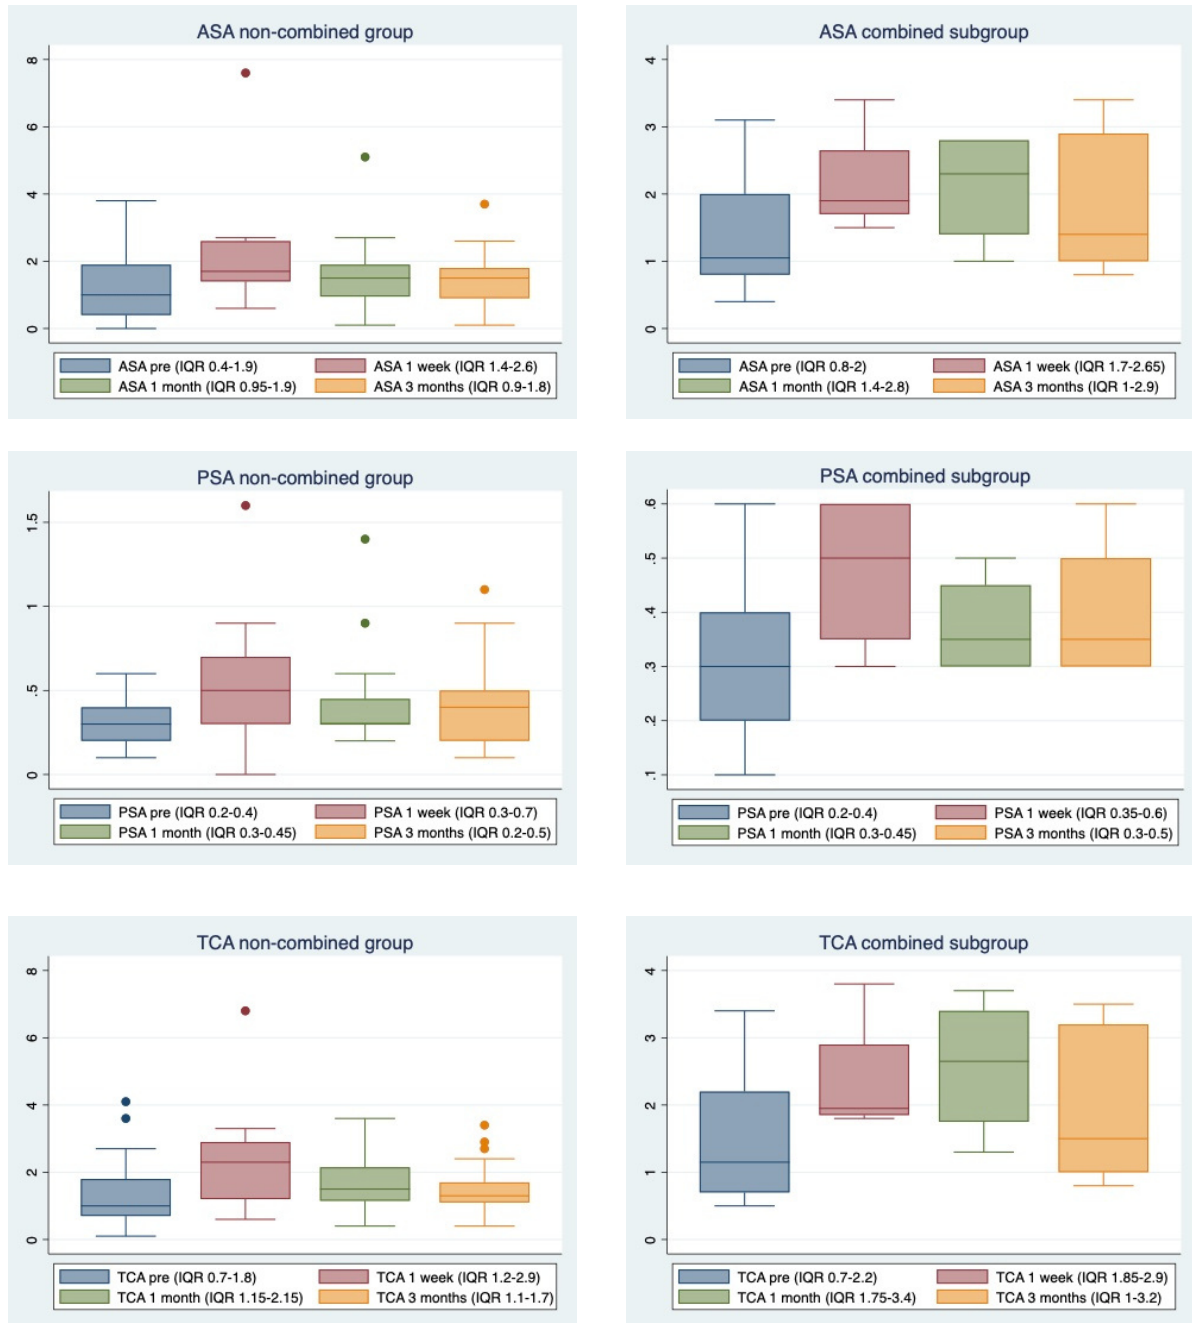 ASA non-combined group
8
6
4
2
0
ASA pre (IQR 0.4-1.9) ASA 1 week (IQR 1.4-2.6)
ASA 1 month (IQR 0.95-1.9) ASA 3 months (IQR 0.9-1.8)
ASA combined subgroup
4
3
2
1
0
ASA pre (IQR 0.8-2) ASA 1 week (IQR 1.7-2.65)
ASA 1 month (IQR 1.4-2.8) ASA 3 months (IQR 1-2.9)
PSA non-combined group
1.5
1
.5
0
PSA pre (IQR 0.2-0.4) PSA 1 week (IQR 0.3-0.7)
PSA 1 month (IQR 0.3-0.45) PSA 3 months (IQR 0.2-0.5)
PSA combined subgroup
.6
.5
.4
.3
.2
.1
PSA pre (IQR 0.2-0.4) PSA 1 week (IQR 0.35-0.6)
PSA 1 month (IQR 0.3-0.45) PSA 3 months (IQR 0.3-0.5)
TCA non-combined group
8
6
4
2
0
TCA pre (IQR 0.7-1.8) TCA 1 week (IQR 1.2-2.9)
TCA 1 month (IQR 1.15-2.15) TCA 3 months (IQR 1.1-1.7)
TCA combined subgroup
4
3
2
1
0
TCA pre (IQR 0.7-2.2) TCA 1 week (IQR 1.85-2.9)
TCA 1 month (IQR 1.75-3.4) TCA 3 months (IQR 1-3.2)